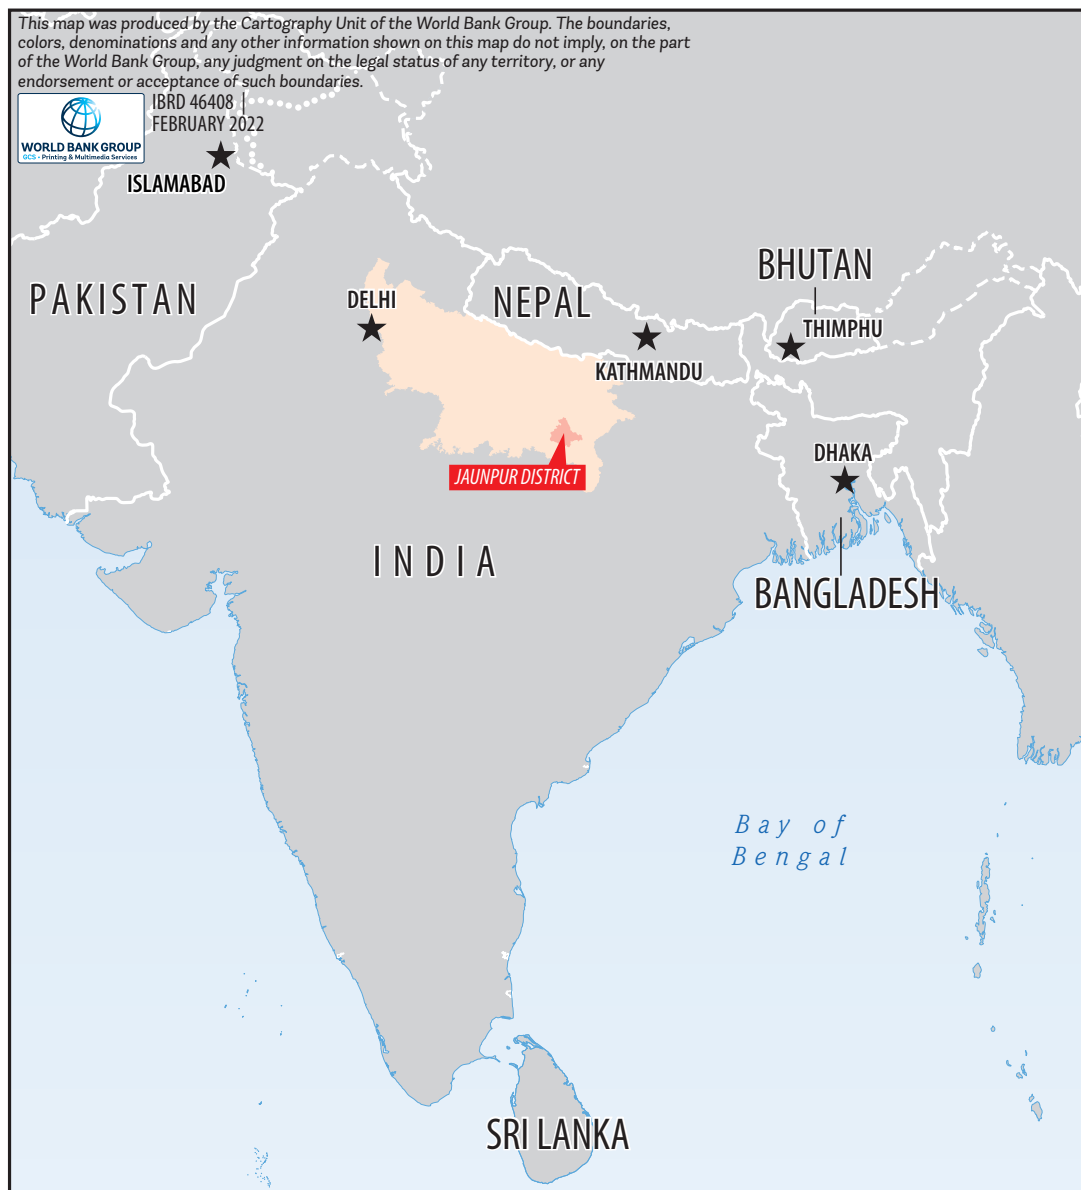 This map was produced by the Cartography Unit of the World Bank Group. The boundaries,
colors, denominations and any other information shown on this map do not imply, on the part
of the World Bank Group, any judgment on the legal status of any territory, or any
endorsement or acceptance of such boundaries.
WORLD BANK GROUP
GCS - Printing & Multimedia Services
IBRD 46408 |
FEBRUARY 2022
ISLAMABAD
PAKISTAN
DELHI
NEPAL
KATHMANDU
BHUTAN
THIMPHU
JAUNPUR DISTRICT
DHAKA
INDIA
BANGLADESH
Bay of
Bengal
SRI LANKA